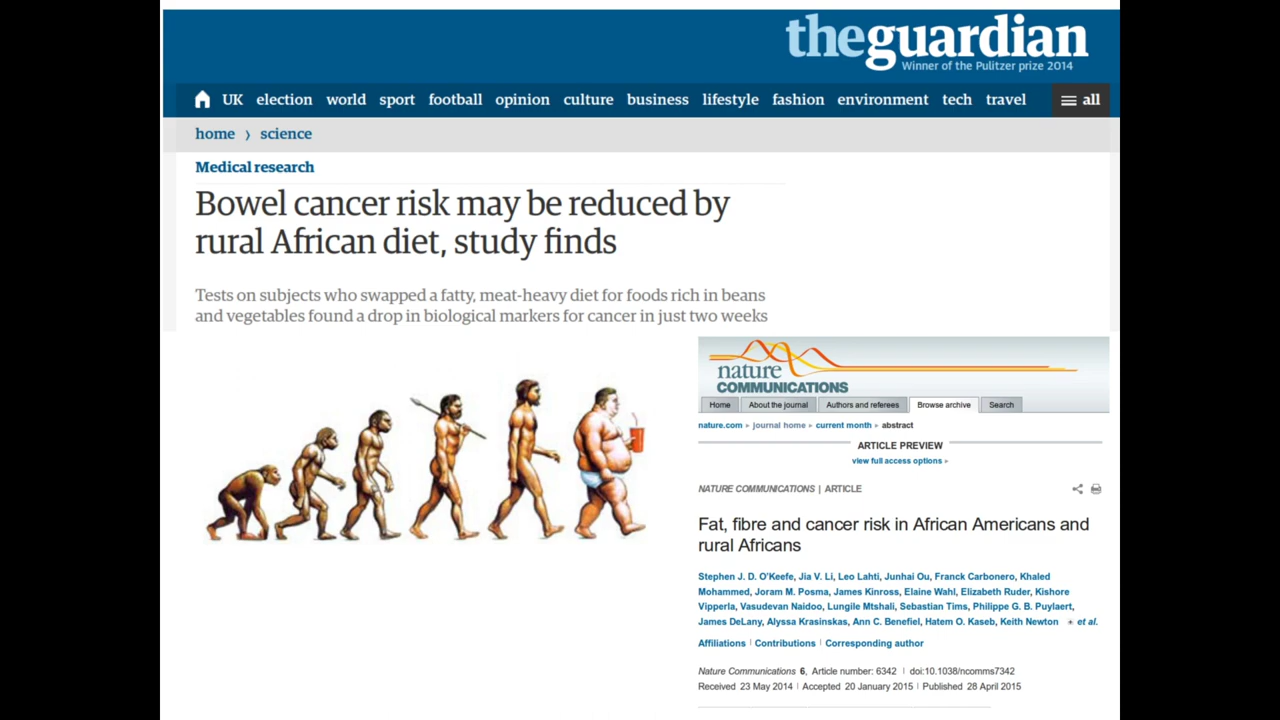 theguardian
Winner of the Pulitzer prize 2014
UK election world sport football opinion culture business lifestyle fashion environment tech travel all
home › science
Medical research
Bowel cancer risk may be reduced by
rural African diet, study finds
Tests on subjects who swapped a fatty, meat-heavy diet for foods rich in beans
and vegetables found a drop in biological markers for cancer in just two weeks
nature
COMMUNICATIONS
Home About the journal Authors and referees Browse archive Search
nature.com ▸ journal home ▸ current month ▸ abstract
ARTICLE PREVIEW
view full access options ▸
NATURE COMMUNICATIONS | ARTICLE
Fat, fibre and cancer risk in African Americans and
rural Africans
Stephen J. D. O'Keefe, Jia V. Li, Leo Lahti, Junhai Ou, Franck Carbonero, Khaled
Mohammed, Joram M. Posma, James Kinross, Elaine Wahl, Elizabeth Ruder, Kishore
Vipperla, Vasudevan Naidoo, Lungile Mtshali, Sebastian Tims, Philippe G. B. Puylaert,
James DeLany, Alyssa Krasinskas, Ann C. Benefiel, Hatem O. Kaseb, Keith Newton et al.
Affiliations | Contributions | Corresponding author
Nature Communications 6, Article number: 6342 | doi:10.1038/ncomms7342
Received 23 May 2014 | Accepted 20 January 2015 | Published 28 April 2015